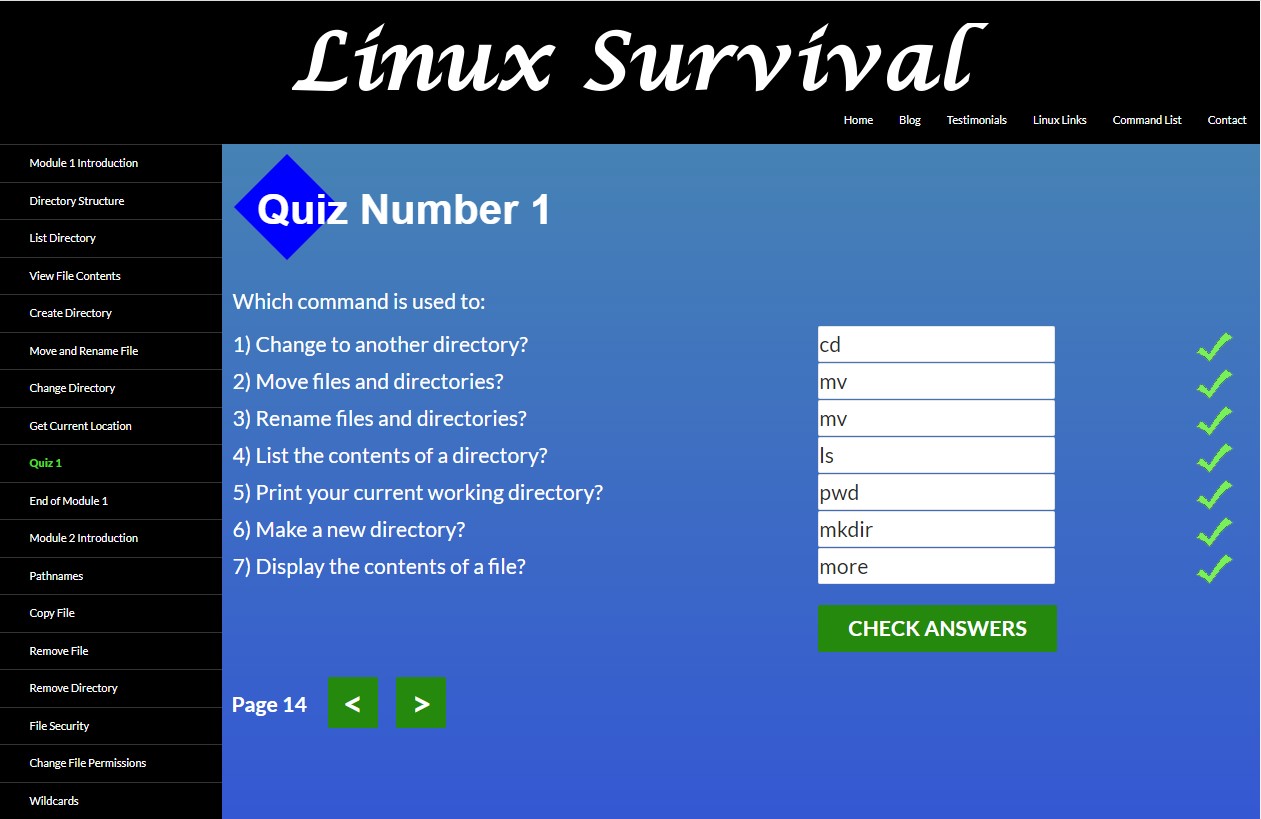 Linux Survival
Home Blog Testimonials Linux Links Command List Contact
Module 1 Introduction
Directory Structure
List Directory
View File Contents
Create Directory
Move and Rename File
Change Directory
Get Current Location
Quiz 1
End of Module 1
Module 2 Introduction
Pathnames
Copy File
Remove File
Remove Directory
File Security
Change File Permissions
Wildcards
Quiz Number 1
Which command is used to:
1) Change to another directory? cd
2) Move files and directories? mv
3) Rename files and directories? mv
4) List the contents of a directory? ls
5) Print your current working directory? pwd
6) Make a new directory? mkdir
7) Display the contents of a file? more
CHECK ANSWERS
Page 14 < >